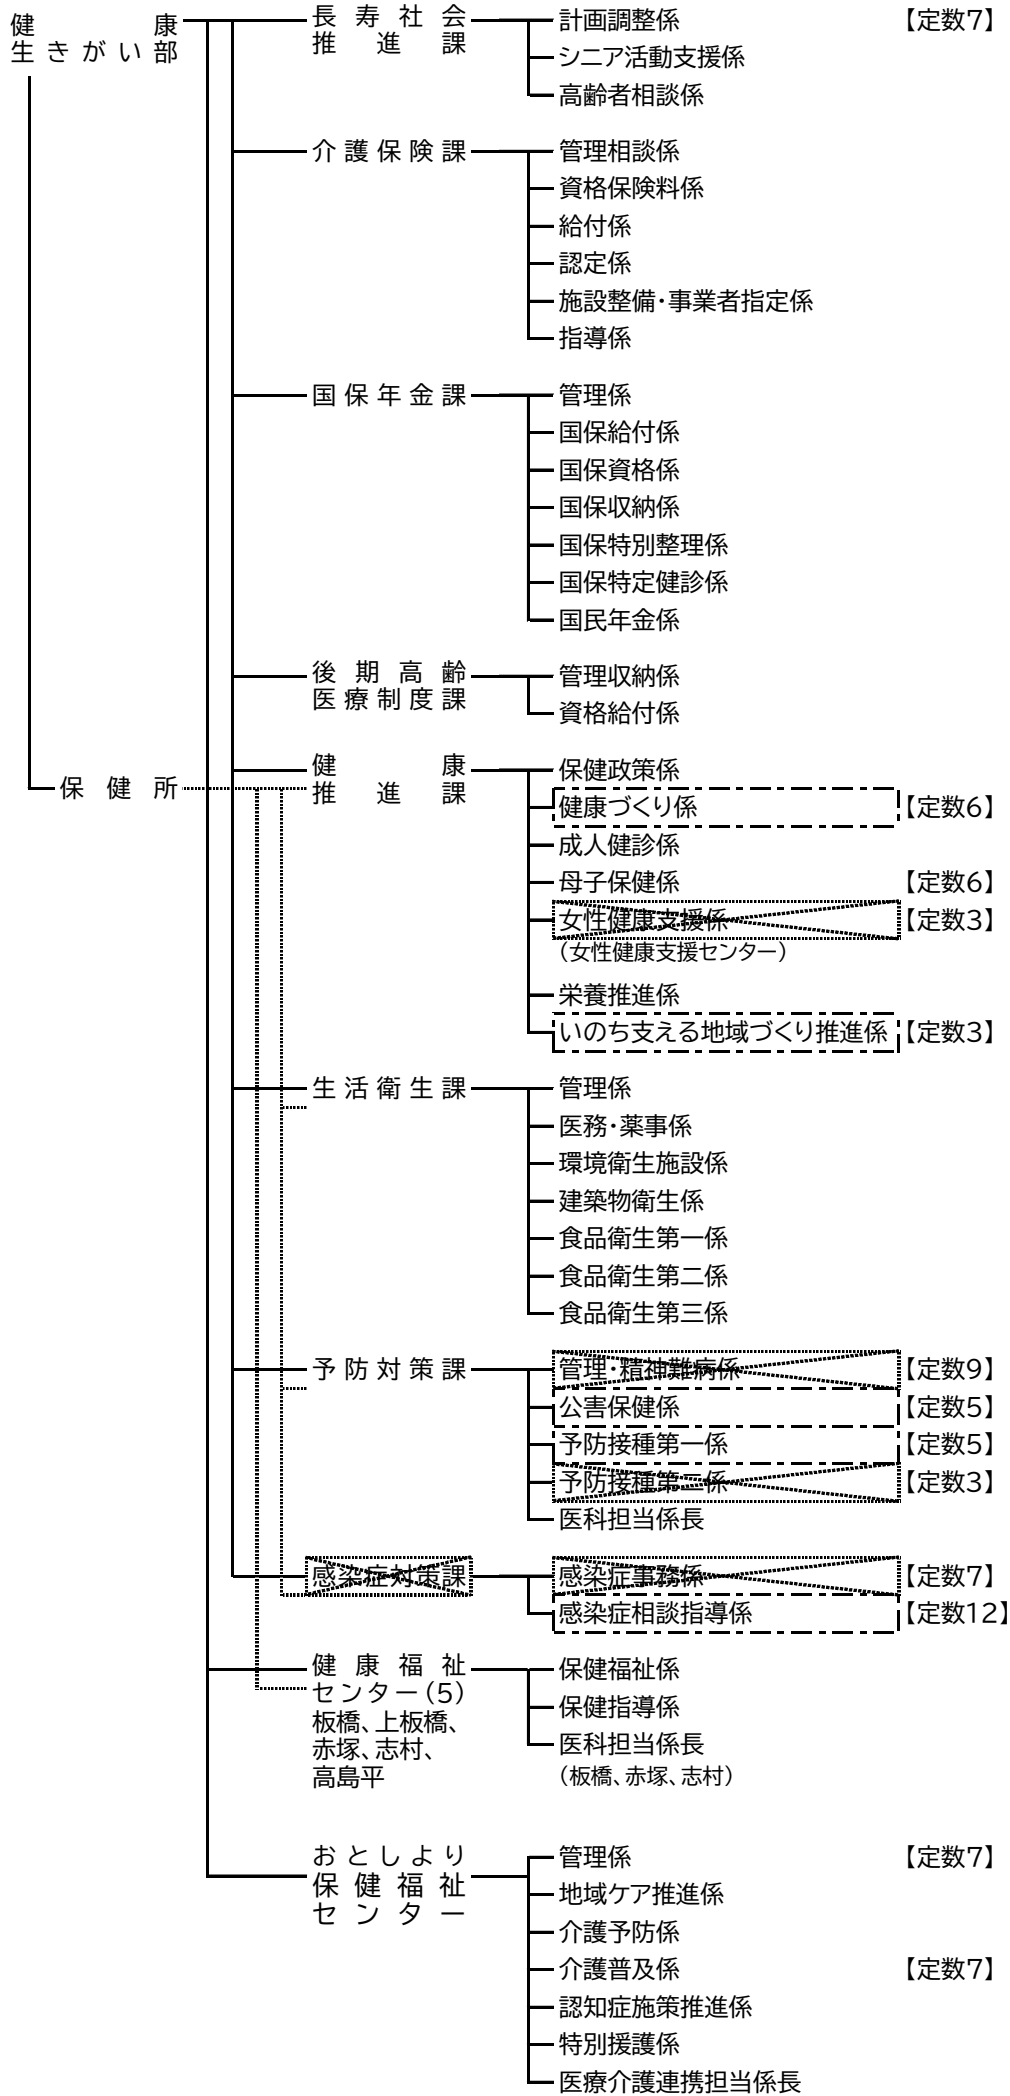 健康
生きがい部
長寿社会
推進課
計画調整係 【定数7】
シニア活動支援係
高齢者相談係
介護保険課
管理相談係
資格保険料係
給付係
認定係
施設整備・事業者指定係
指導係
国保年金課
管理係
国保給付係
国保資格係
国保収納係
国保特別整理係
国保特定健診係
国民年金係
後期高齢
医療制度課
管理収納係
資格給付係
保健所
健康
推進課
保健政策係
健康づくり係 【定数6】
成人健診係
母子保健係 【定数6】
女性健康支援係 【定数3】
（女性健康支援センター）
栄養推進係
いのち支える地域づくり推進係 【定数3】
生活衛生課
管理係
医務・薬事係
環境衛生施設係
建築物衛生係
食品衛生第一係
食品衛生第二係
食品衛生第三係
予防対策課
管理・精神難病係 【定数9】
公害保健係 【定数5】
予防接種第一係 【定数5】
予防接種第二係 【定数3】
医科担当係長
感染症対策課
感染症事務係 【定数7】
感染症相談指導係 【定数12】
健康福祉
センター（5）
板橋、上板橋、
赤塚、志村、
高島平
保健福祉係
保健指導係
医科担当係長
（板橋、赤塚、志村）
おとしより
保健福祉
センター
管理係 【定数7】
地域ケア推進係
介護予防係
介護普及係 【定数7】
認知症施策推進係
特別援護係
医療介護連携担当係長